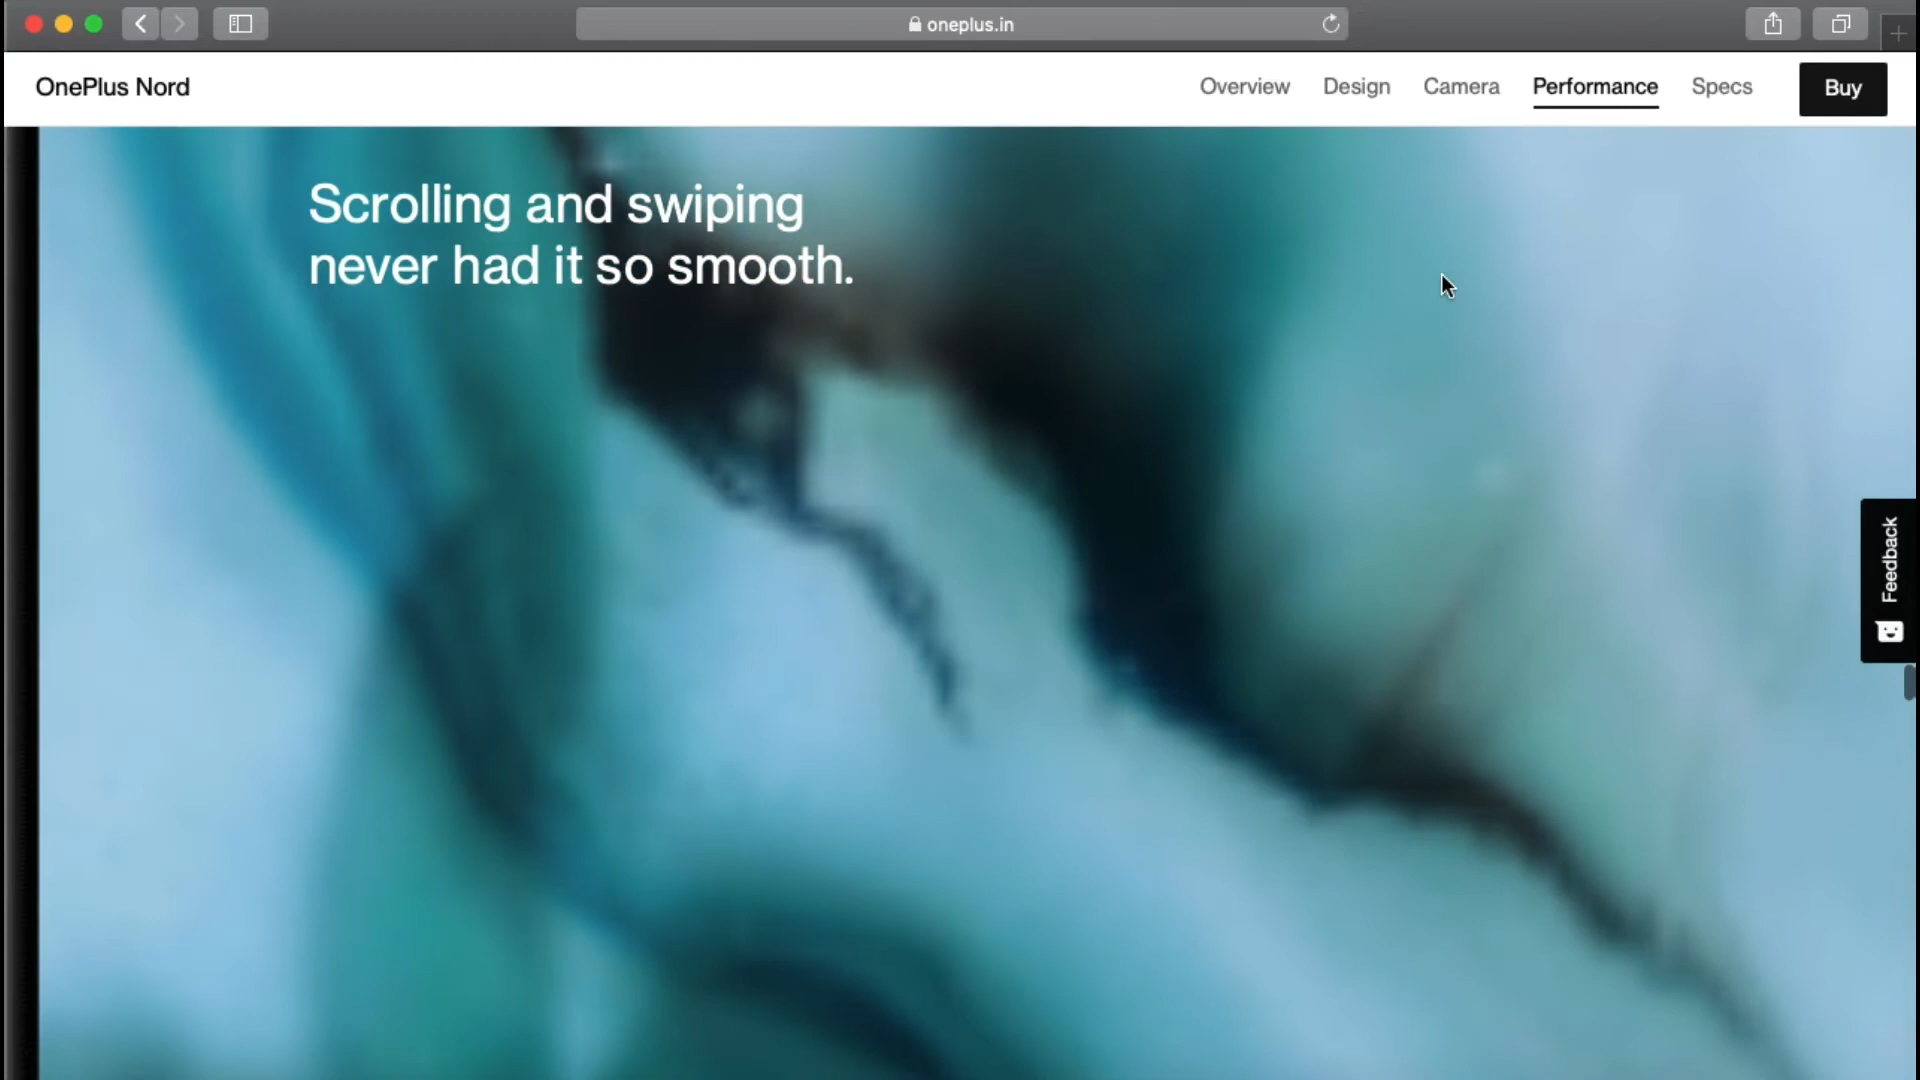 oneplus.in
OnePlus Nord
Overview Design Camera Performance Specs Buy
Scrolling and swiping
never had it so smooth.
Feedback